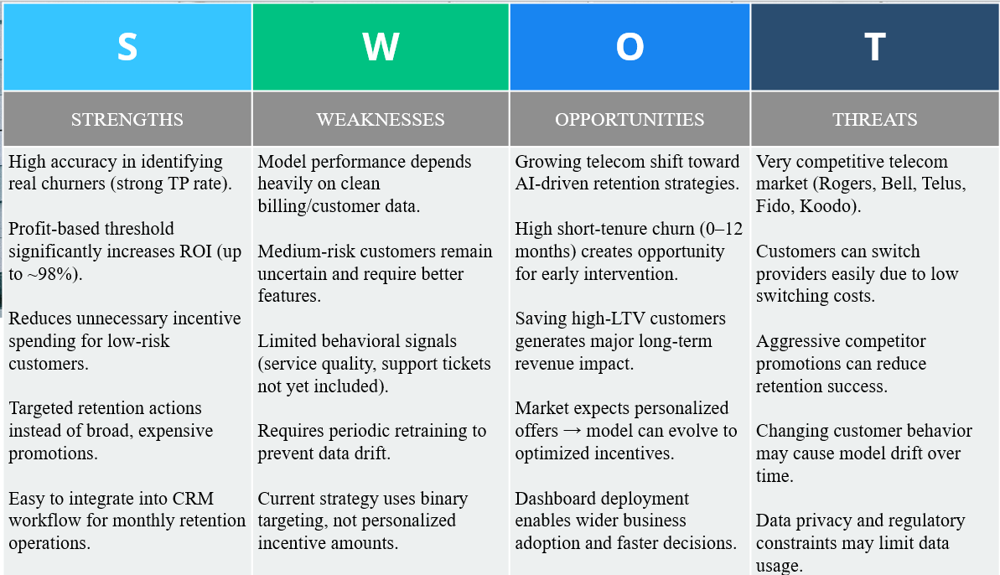 S
W
O
T
STRENGTHS
WEAKNESSES
OPPORTUNITIES
THREATS
High accuracy in identifying
real churners (strong TP rate).
Profit-based threshold
significantly increases ROI (up
to ~98%).
Reduces unnecessary incentive
spending for low-risk
customers.
Targeted retention actions
instead of broad, expensive
promotions.
Easy to integrate into CRM
workflow for monthly retention
operations.
Model performance depends
heavily on clean
billing/customer data.
Medium-risk customers remain
uncertain and require better
features.
Limited behavioral signals
(service quality, support tickets
not yet included).
Requires periodic retraining to
prevent data drift.
Current strategy uses binary
targeting, not personalized
incentive amounts.
Growing telecom shift toward
AI-driven retention strategies.
High short-tenure churn (0–12
months) creates opportunity
for early intervention.
Saving high-LTV customers
generates major long-term
revenue impact.
Market expects personalized
offers → model can evolve to
optimized incentives.
Dashboard deployment
enables wider business
adoption and faster decisions.
Very competitive telecom
market (Rogers, Bell, Telus,
Fido, Koodo).
Customers can switch
providers easily due to low
switching costs.
Aggressive competitor
promotions can reduce
retention success.
Changing customer behavior
may cause model drift over
time.
Data privacy and regulatory
constraints may limit data
usage.